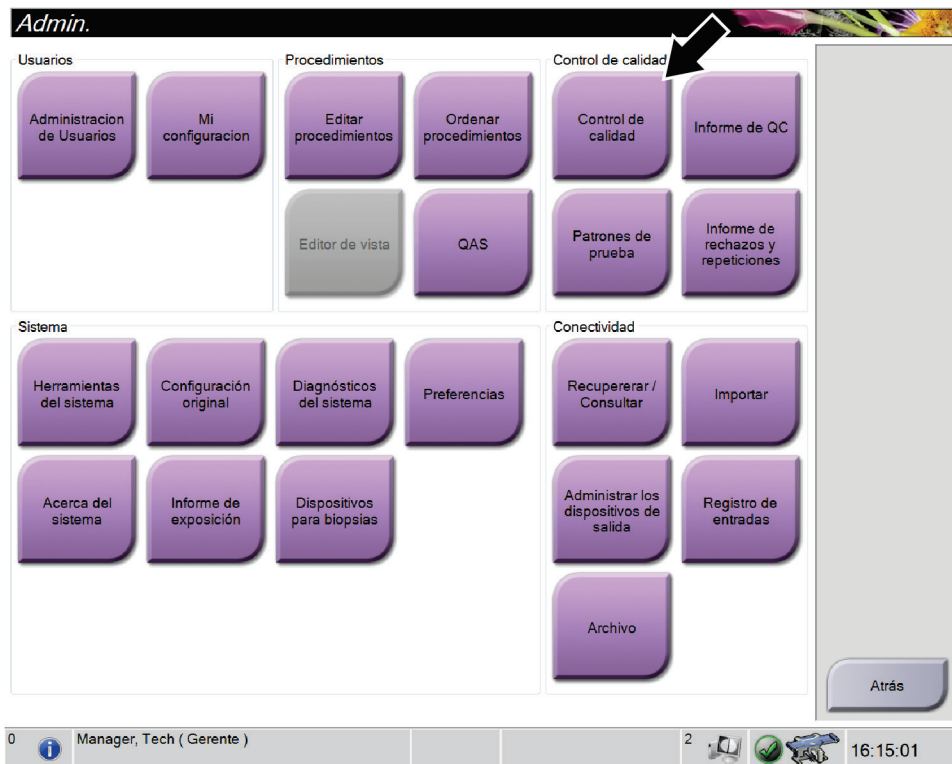 Admin.
Usuarios
Administracion
de Usuarios
Mi
configuracion
Procedimientos
Editar
procedimientos
Ordenar
procedimientos
Editor de vista
QAS
Control de calidad
Control de
calidad
Informe de QC
Patrones de
prueba
Informe de
rechazos y
repeticiones
Sistema
Herramientas
del sistema
Configuración
original
Diagnósticos
del sistema
Preferencias
Acerca del
sistema
Informe de
exposición
Dispositivos
para biopsias
Conectividad
Recupererar /
Consultar
Importar
Administrar los
dispositivos de
salida
Registro de
entradas
Archivo
Atrás
0
Manager, Tech ( Gerente )
2
16:15:01